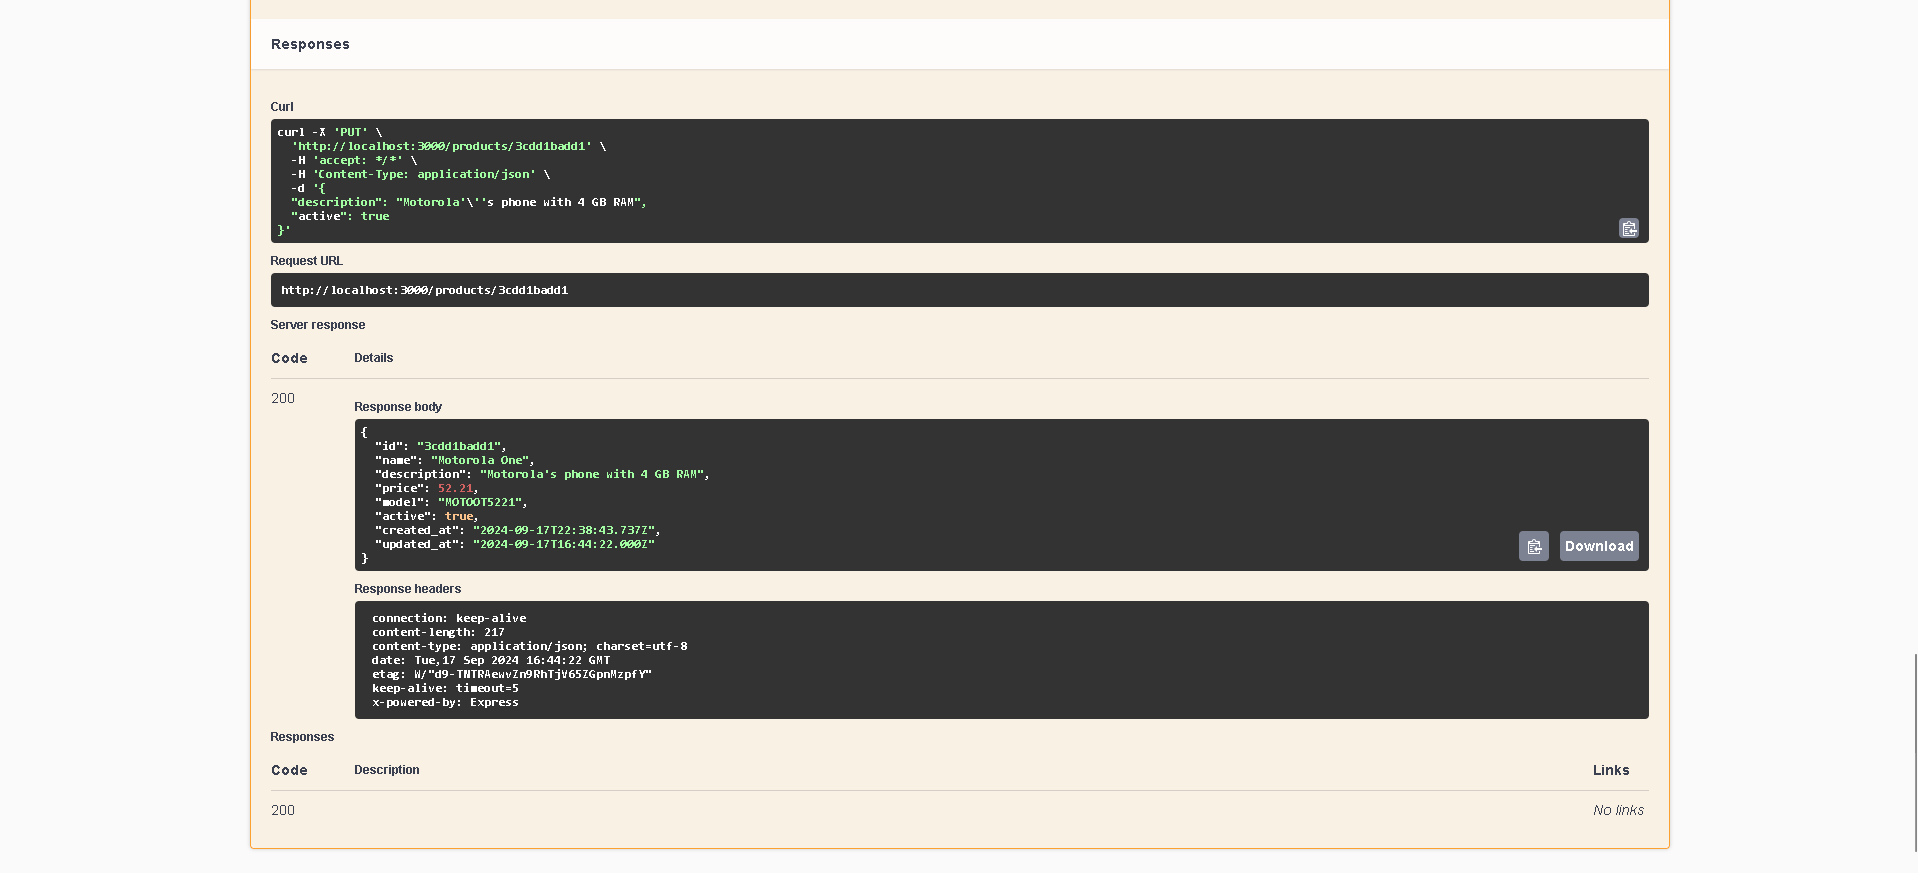 Responses
Curl
curl -X 'PUT' \
  'http://localhost:3000/products/3cdd1badd1' \
  -H 'accept: */*' \
  -H 'Content-Type: application/json' \
  -d '{
  "description": "Motorola'\''s phone with 4 GB RAM",
  "active": true
}'
Request URL
http://localhost:3000/products/3cdd1badd1
Server response
Code Details
200
Response body
{
  "id": "3cdd1badd1",
  "name": "Motorola One",
  "description": "Motorola's phone with 4 GB RAM",
  "price": 52.21,
  "model": "MOTOOT5221",
  "active": true,
  "created_at": "2024-09-17T22:38:43.737Z",
  "updated_at": "2024-09-17T16:44:22.000Z"
}
Download
Response headers
connection: keep-alive
content-length: 217
content-type: application/json; charset=utf-8
date: Tue,17 Sep 2024 16:44:22 GMT
etag: W/"d9-TNTRAewvZn9RhTjV65ZGpnMzpfY"
keep-alive: timeout=5
x-powered-by: Express
Responses
Code Description Links
200 No links